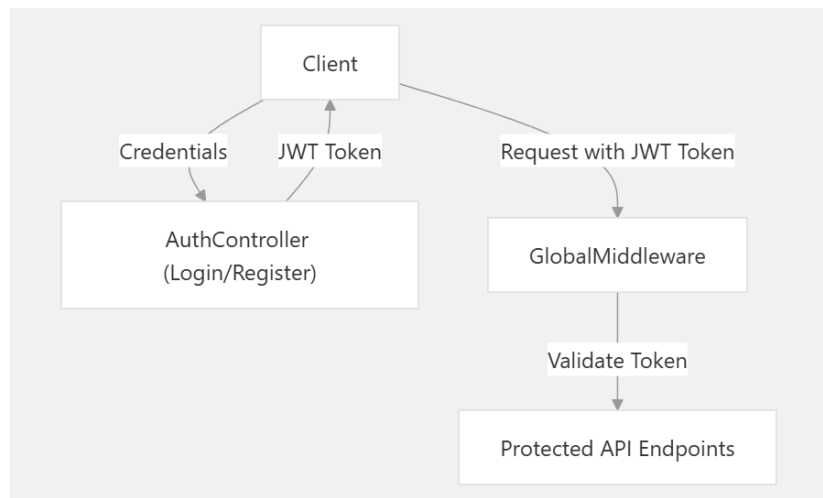 Client
Credentials
JWT Token
Request with JWT Token
AuthController
(Login/Register)
GlobalMiddleware
Validate Token
Protected API Endpoints